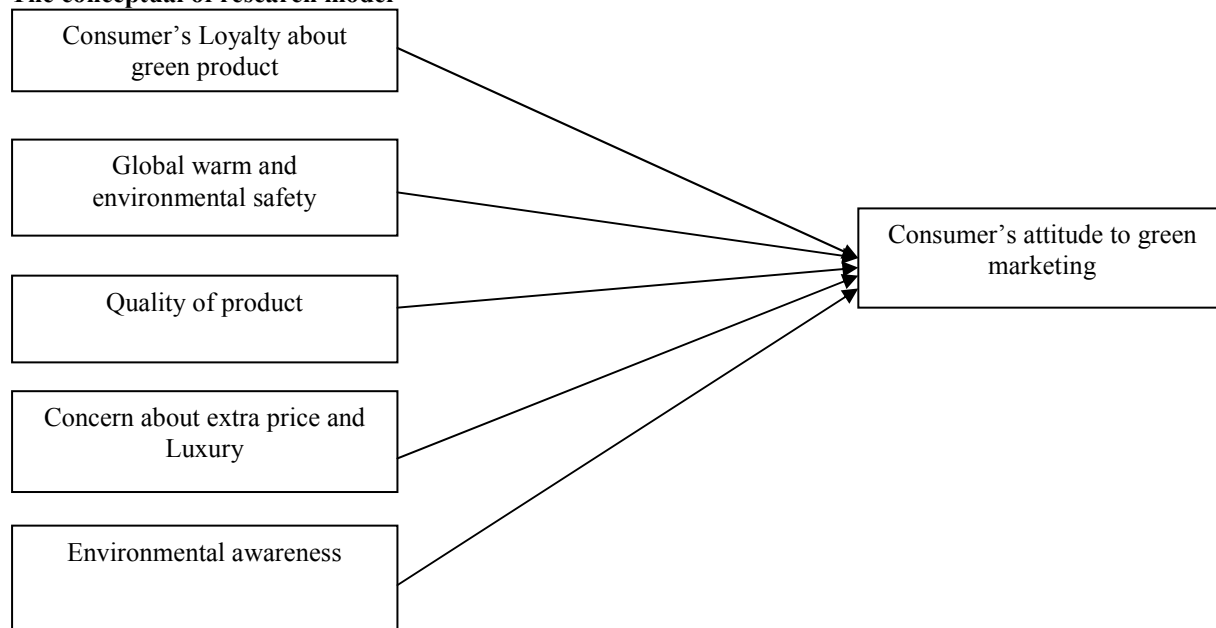 The conceptual of research model
Consumer’s Loyalty about
green product
Global warm and
environmental safety
Quality of product
Concern about extra price and
Luxury
Environmental awareness
Consumer’s attitude to green
marketing